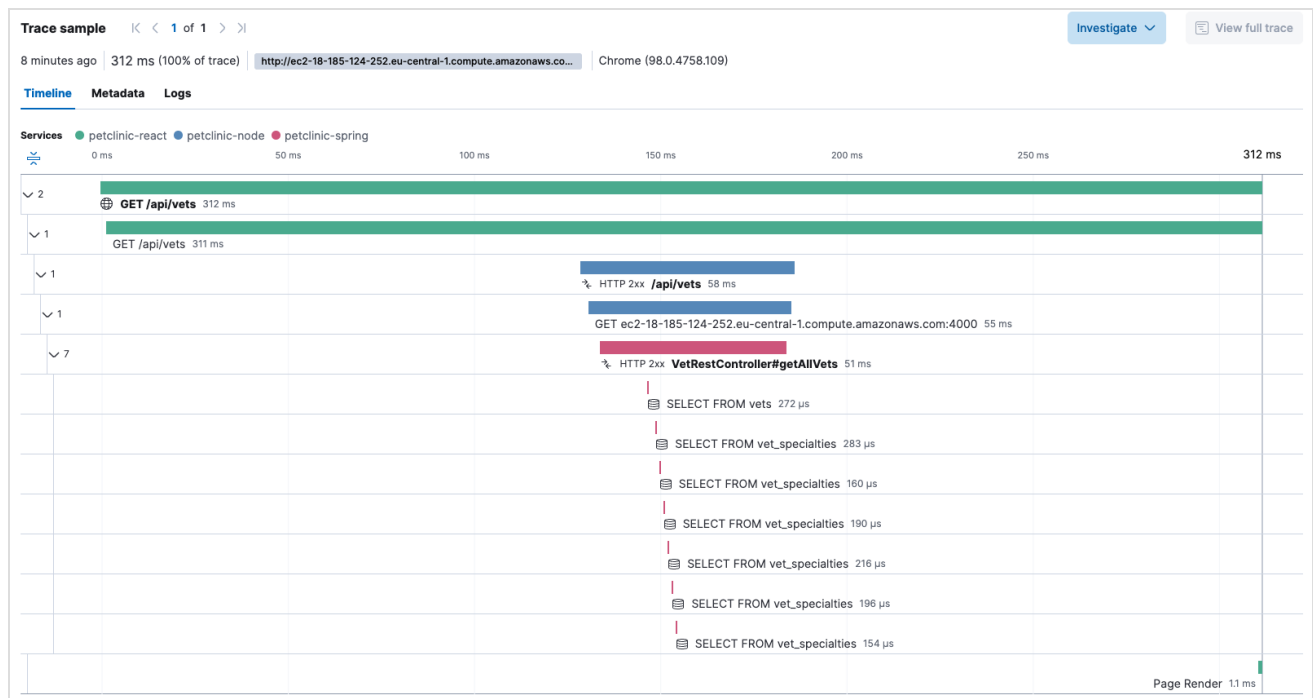 Trace sample 1 of 1 Investigate View full trace
8 minutes ago 312 ms (100% of trace) http://ec2-18-185-124-252.eu-central-1.compute.amazonaws.co... Chrome (98.0.4758.109)
Timeline Metadata Logs
Services petclinic-react petclinic-node petclinic-spring
0 ms 50 ms 100 ms 150 ms 200 ms 250 ms 312 ms
2
GET /api/vets 312 ms
1
GET /api/vets 311 ms
1
HTTP 2xx /api/vets 58 ms
1
GET ec2-18-185-124-252.eu-central-1.compute.amazonaws.com:4000 55 ms
7
HTTP 2xx VetRestController#getAllVets 51 ms
SELECT FROM vets 272 μs
SELECT FROM vet_specialties 283 μs
SELECT FROM vet_specialties 160 μs
SELECT FROM vet_specialties 190 μs
SELECT FROM vet_specialties 216 μs
SELECT FROM vet_specialties 196 μs
SELECT FROM vet_specialties 154 μs
Page Render 1.1 ms